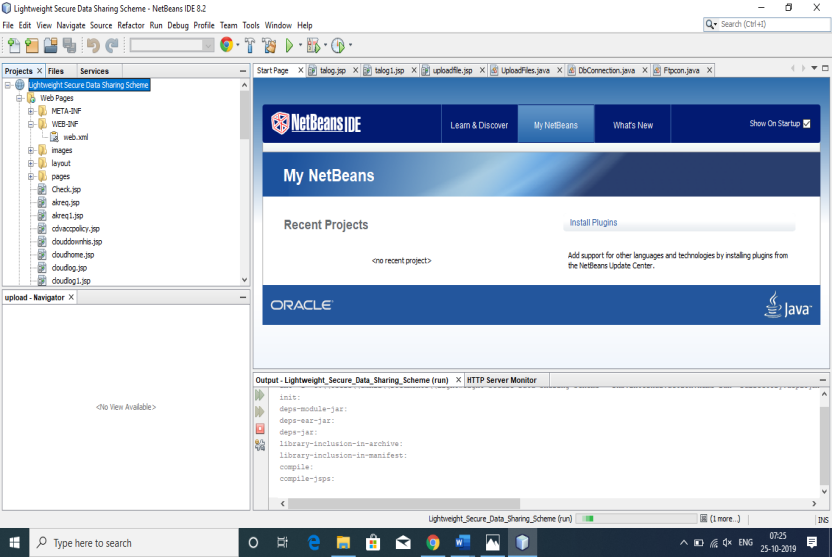 Lightweight Secure Data Sharing Scheme - NetBeans IDE 8.2
File Edit View Navigate Source Refactor Run Debug Profile Team Tools Window Help
Search (Ctrl+I)
Projects Files Services
Start Page talog.jsp talog1.jsp uploadfile.jsp UploadFiles.java DbConnection.java Ftpcon.java
Lightweight Secure Data Sharing Scheme
Web Pages
META-INF
WEB-INF
web.xml
images
layout
pages
Check.jsp
akreq.jsp
akreq1.jsp
cdvaccpolicy.jsp
clouddownhis.jsp
cloudhome.jsp
cloudlog.jsp
cloudlog1.jsp
NetBeans IDE
Learn & Discover My NetBeans What's New Show On Startup
My NetBeans
Recent Projects
<no recent project>
Install Plugins
Add support for other languages and technologies by installing plugins from
the NetBeans Update Center.
ORACLE
Java
upload - Navigator
<No View Available>
Output - Lightweight_Secure_Data_Sharing_Scheme (run) HTTP Server Monitor
init:
deps-module-jar:
deps-ear-jar:
deps-jar:
library-inclusion-in-archive:
library-inclusion-in-manifest:
compile:
compile-jsps:
Lightweight_Secure_Data_Sharing_Scheme (run) (1 more...) INS
Type here to search
ENG
07:25
25-10-2019